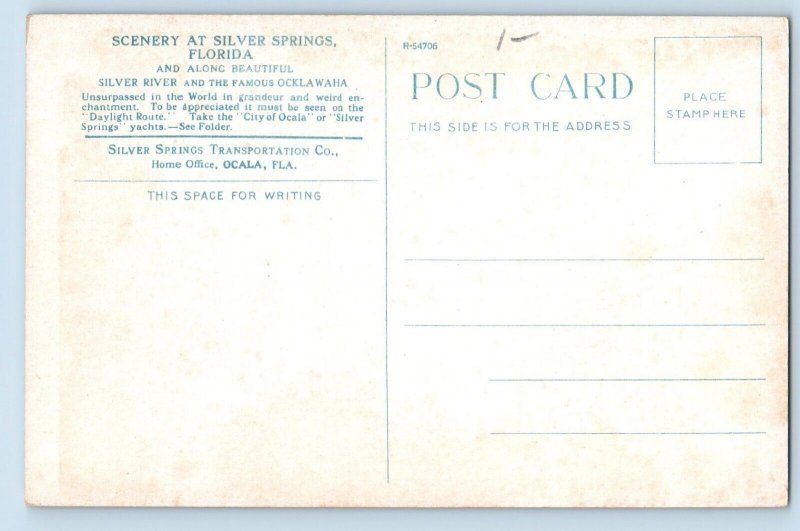 SCENERY AT SILVER SPRINGS,
FLORIDA
AND ALONG BEAUTIFUL
SILVER RIVER AND THE FAMOUS OCKLAWAHA
Unsurpassed in the World in grandeur and weird en-
chantment. To be appreciated it must be seen on the
"Daylight Route." Take the "City of Ocala" or "Silver
Springs" yachts.—See Folder.
SILVER SPRINGS TRANSPORTATION CO.,
Home Office, OCALA, FLA.
THIS SPACE FOR WRITING
R-54706
1-
POST CARD
THIS SIDE IS FOR THE ADDRESS
PLACE
STAMP HERE